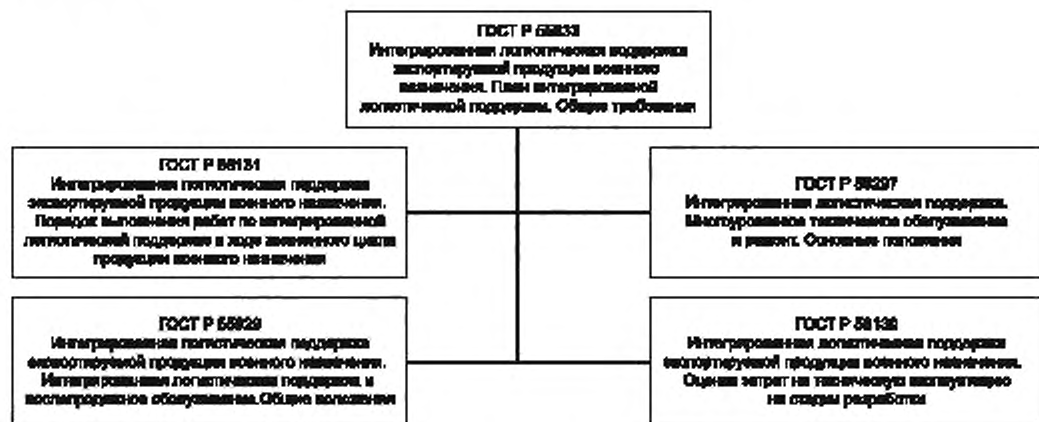 ГОСТ Р 55933
Интегрированная логистическая поддержка
экспортируемой продукции военного
назначения. План интегрированной
логистической поддержки. Общие требования
ГОСТ Р 56131
Интегрированная логистическая поддержка
экспортируемой продукции военного назначения.
Порядок выполнения работ по интегрированной
логистической поддержке в ходе жизненного цикла
продукции военного назначения
ГОСТ Р
Интегрированная логистическая поддержка.
Многоуровневое техническое обслуживание
и ремонт. Основные положения
ГОСТ Р 55929
Интегрированная логистическая поддержка
экспортируемой продукции военного назначения.
Интегрированная логистическая поддержка и
послепродажное обслуживание. Общие положения
ГОСТ Р
Интегрированная логистическая поддержка
экспортируемой продукции военного назначения.
Оценка затрат на техническую эксплуатацию
на стадии разработки